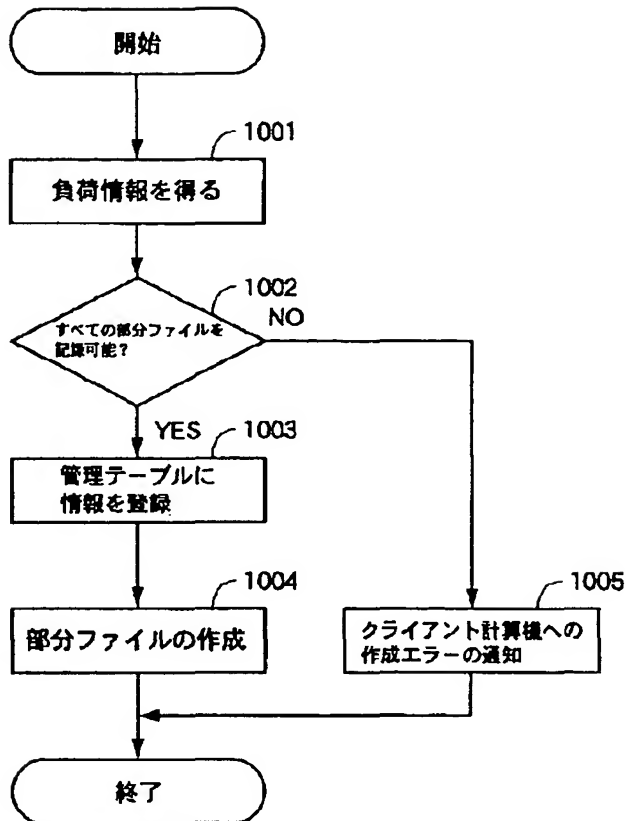 開始
1001
負荷情報を得る
1002
すべての部分ファイルを
記録可能?
NO
YES
1003
管理テーブルに
情報を登録
1004
部分ファイルの作成
1005
クライアント計算機への
作成エラーの通知
終了